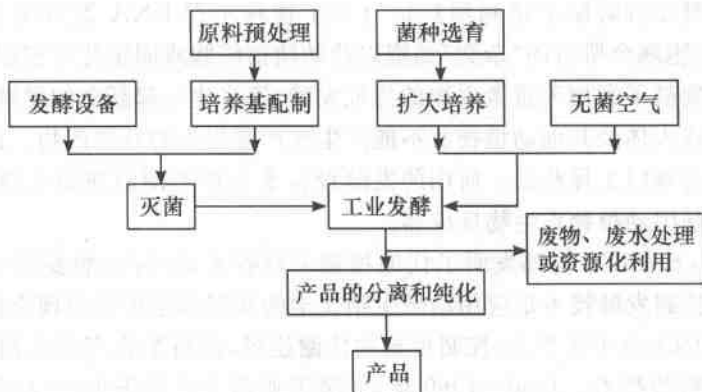 原料预处理
菌种选育
发酵设备
培养基配制
扩大培养
无菌空气
灭菌
工业发酵
废物、废水处理
或资源化利用
产品的分离和纯化
产品